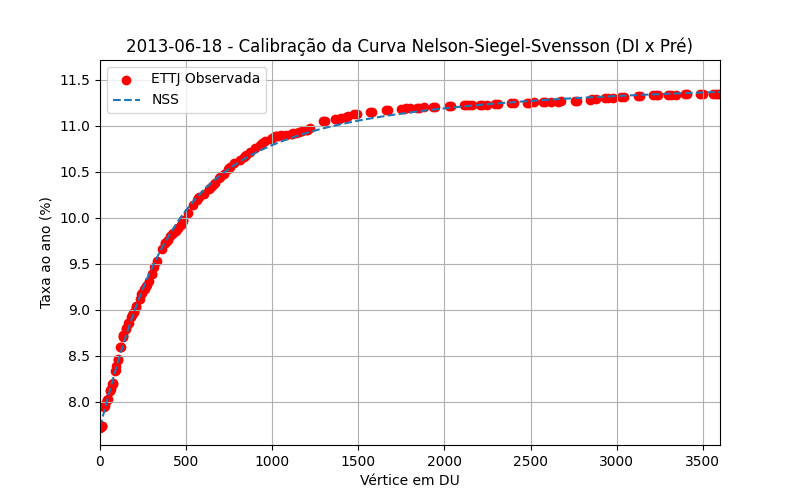 2013-06-18 - Calibração da Curva Nelson-Siegel-Svensson (DI x Pré)
ETTJ Observada
NSS
Taxa ao ano (%)
11.5
11.0
10.5
10.0
9.5
9.0
8.5
8.0
0 500 1000 1500 2000 2500 3000 3500
Vértice em DU